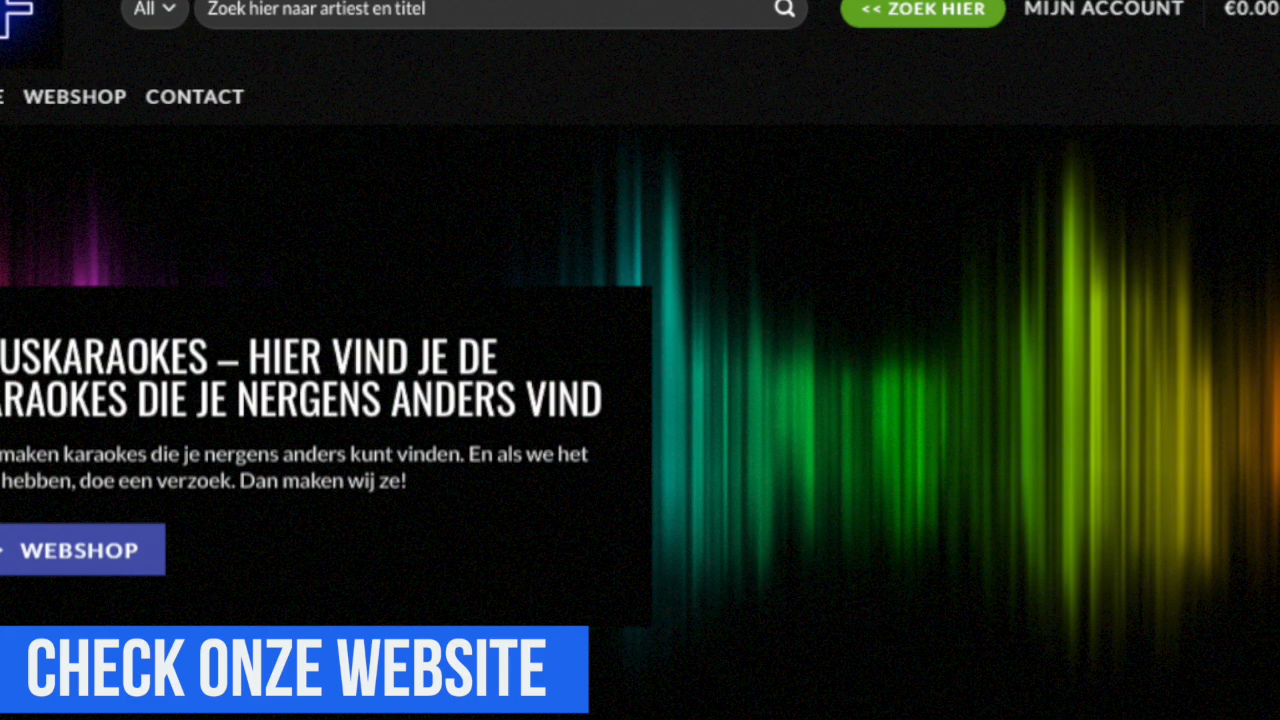 All
Zoek hier naar artiest en titel
<< ZOEK HIER
MIJN ACCOUNT
€0.00
WEBSHOP CONTACT
USKARAOKES – HIER VIND JE DE
RAOKES DIE JE NERGENS ANDERS VIND
maken karaokes die je nergens anders kunt vinden. En als we het
hebben, doe een verzoek. Dan maken wij ze!
WEBSHOP
CHECK ONZE WEBSITE